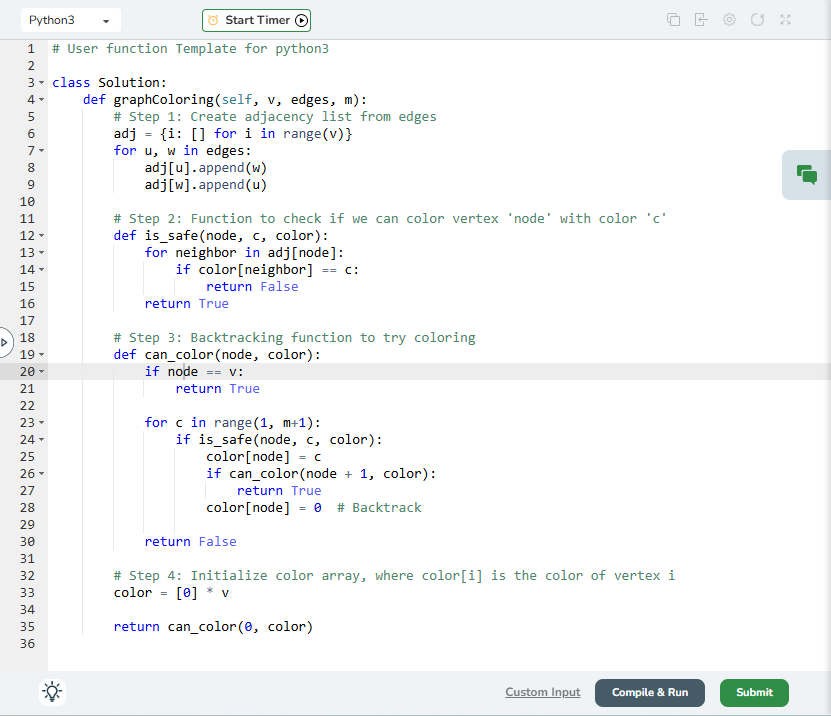 Python3
Start Timer
1 # User function Template for python3
2
3 class Solution:
4     def graphColoring(self, v, edges, m):
5         # Step 1: Create adjacency list from edges
6         adj = {i: [] for i in range(v)}
7         for u, w in edges:
8             adj[u].append(w)
9             adj[w].append(u)
10
11         # Step 2: Function to check if we can color vertex 'node' with color 'c'
12         def is_safe(node, c, color):
13             for neighbor in adj[node]:
14                 if color[neighbor] == c:
15                     return False
16             return True
17
18         # Step 3: Backtracking function to try coloring
19         def can_color(node, color):
20             if node == v:
21                 return True
22
23             for c in range(1, m+1):
24                 if is_safe(node, c, color):
25                     color[node] = c
26                     if can_color(node + 1, color):
27                         return True
28                     color[node] = 0  # Backtrack
29
30             return False
31
32         # Step 4: Initialize color array, where color[i] is the color of vertex i
33         color = [0] * v
34
35         return can_color(0, color)
36
Custom Input
Compile & Run
Submit